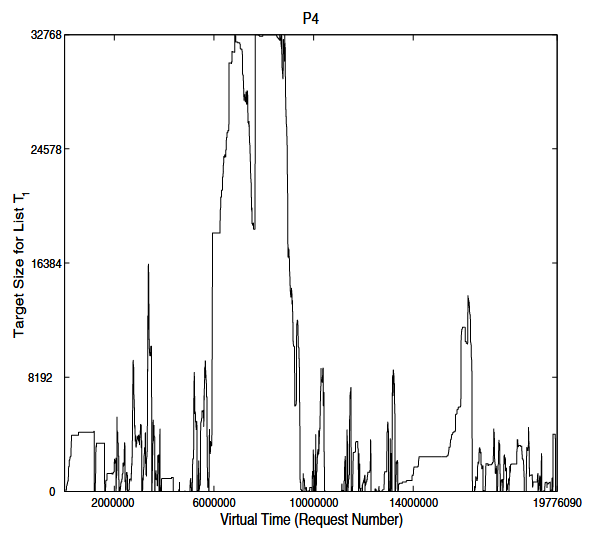 P4
32768
24578
16384
8192
0
Target Size for List T1
2000000 6000000 10000000 14000000 19776090
Virtual Time (Request Number)